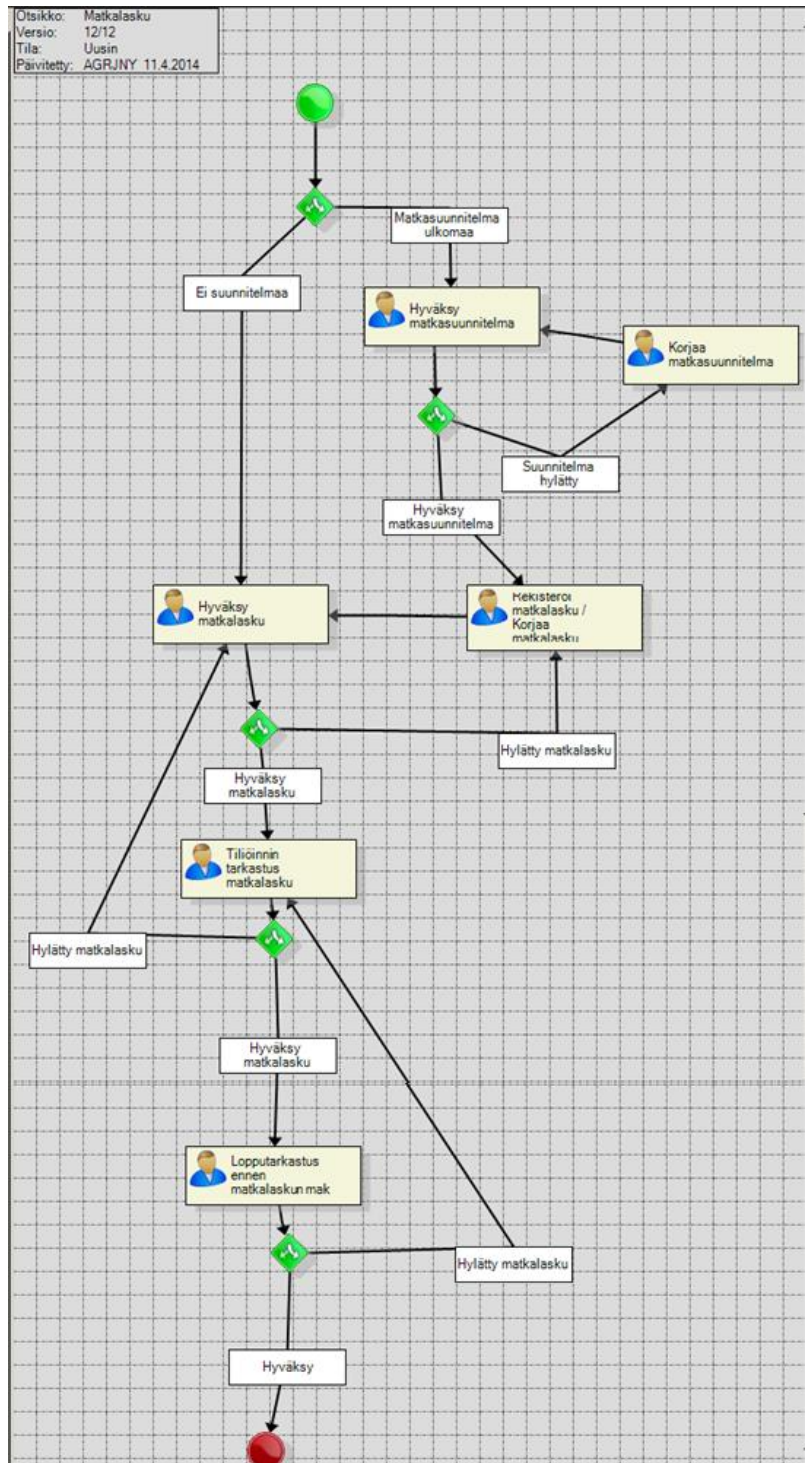 Otsikko: Matkalasku
Versio: 12/12
Tila: Uusin
Päivitetty: AGRJNY 11.4.2014
Matkasuunnitelma
ulkomaa
Ei suunnitelmaa
Hyväksy
matkasuunnitelma
Korjaa
matkasuunnitelma
Suunnitelma
hylätty
Hyväksy
matkasuunnitelma
Hyväksy
matkalasku
Rekisteröi
matkalasku /
Korjaa
matkalasku
Hylätty matkalasku
Hyväksy
matkalasku
Tiliöinnin
tarkastus
matkalasku
Hylätty matkalasku
Hyväksy
matkalasku
Lopputarkastus
ennen
matkalaskun mak
Hylätty matkalasku
Hyväksy